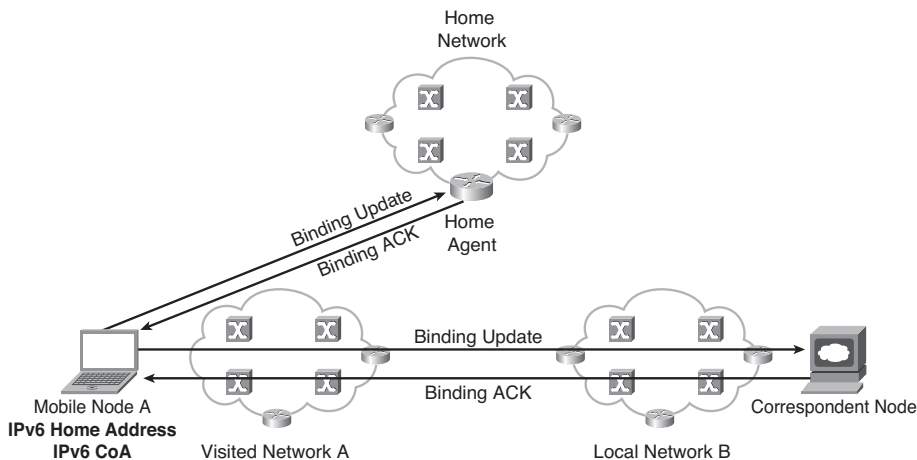 Home
Network
Binding Update
Binding ACK
Home
Agent
Binding Update
Binding ACK
Mobile Node A
IPv6 Home Address
IPv6 CoA
Visited Network A
Local Network B
Correspondent Node